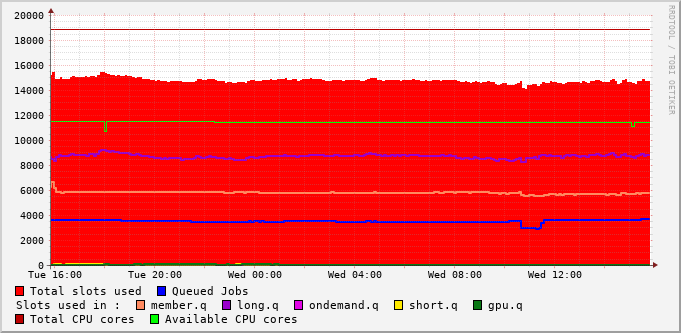 20000
18000
16000
14000
12000
10000
8000
6000
4000
2000
0
Tue 16:00 Tue 20:00 Wed 00:00 Wed 04:00 Wed 08:00 Wed 12:00
Total slots used Queued Jobs
Slots used in : member.q long.q ondemand.q short.q gpu.q
Total CPU cores Available CPU cores
RRDTOOL / TOBI OETIKER